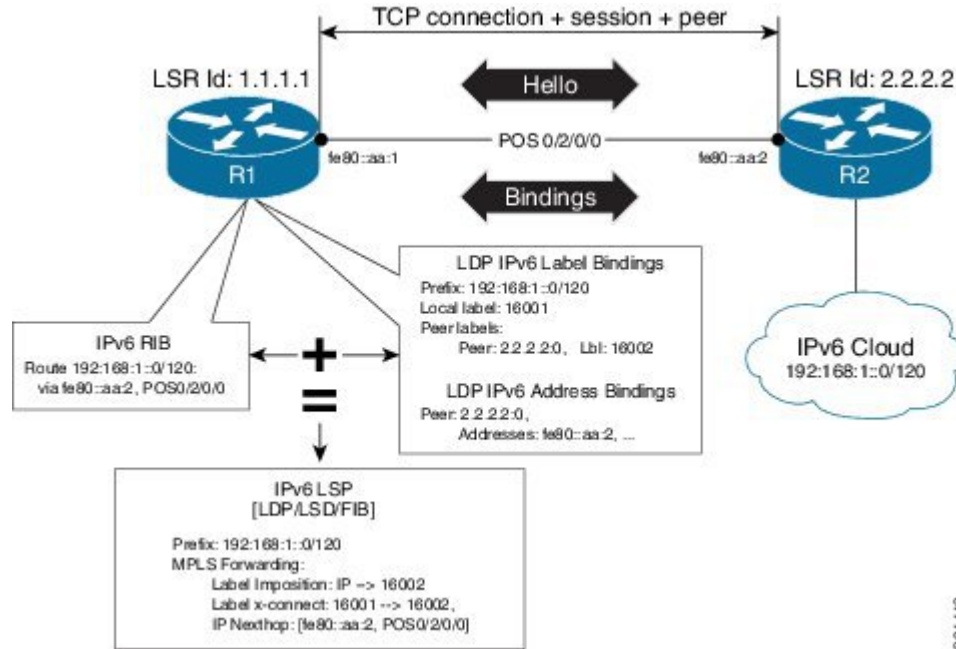 TCP connection + session + peer
LSR Id: 1.1.1.1
LSR Id: 2.2.2.2
Hello
POS 0/2/0/0
fe80::aa:1
fe80::aa:2
R1
R2
Bindings
LDP IPv6 Label Bindings
Prefix: 192:168:1::0/120
Local label: 16001
Peer labels:
Peer: 2.2.2.2:0, Lbl: 16002
LDP IPv6 Address Bindings
Peer: 2.2.2.2:0,
Addresses: fe80::aa:2, ...
IPv6 RIB
Route 192:168:1::0/120:
via fe80::aa:2, POS0/2/0/0
+
=
IPv6 Cloud
192:168:1::0/120
IPv6 LSP
[LDP/LSD/FIB]
Prefix: 192:168:1::0/120
MPLS Forwarding:
Label Imposition: IP --> 16002
Label x-connect: 16001 --> 16002,
IP Nexthop: [fe80::aa:2, POS0/2/0/0]